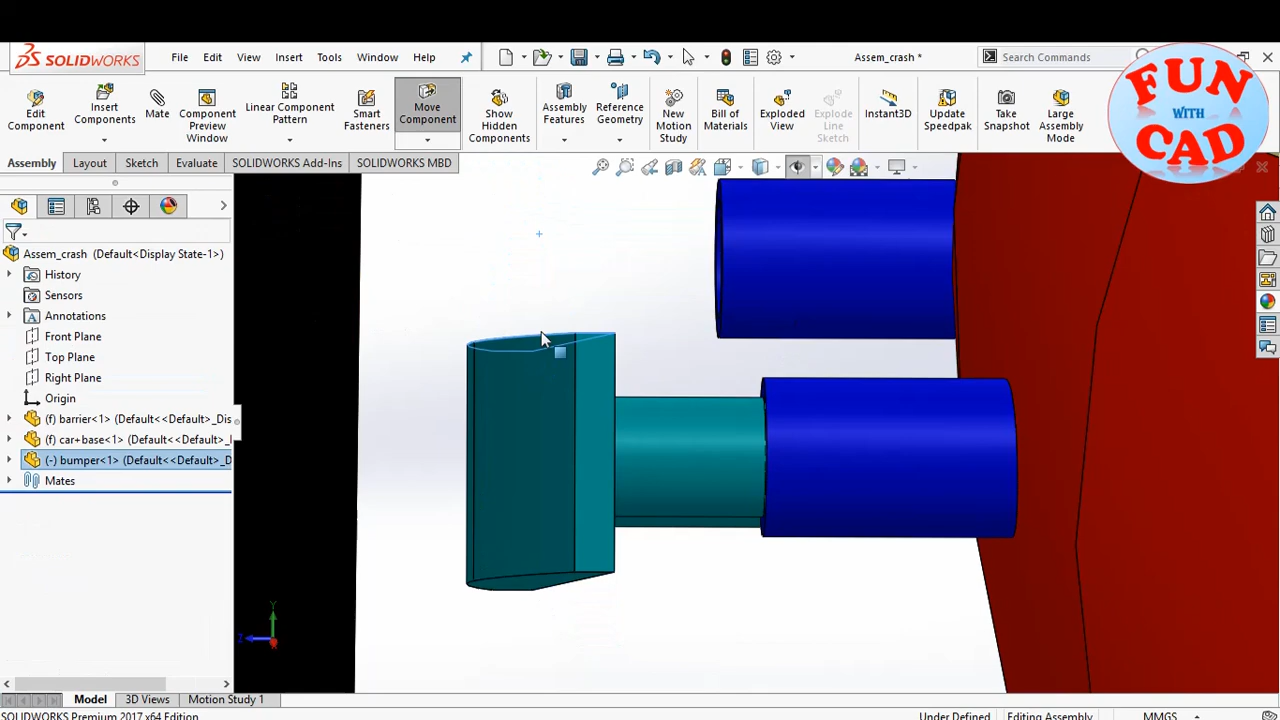 SOLIDWORKS
File Edit View Insert Tools Window Help
Assem_crash *
Search Commands
FUN
WITH
CAD
Edit Component
Insert Components
Mate
Component Preview Window
Linear Component Pattern
Smart Fasteners
Move Component
Show Hidden Components
Assembly Features
Reference Geometry
New Motion Study
Bill of Materials
Exploded View
Explode Line Sketch
Instant3D
Update Speedpak
Take Snapshot
Large Assembly Mode
Assembly Layout Sketch Evaluate SOLIDWORKS Add-Ins SOLIDWORKS MBD
Assem_crash (Default<Display State-1>)
History
Sensors
Annotations
Front Plane
Top Plane
Right Plane
Origin
(f) barrier<1> (Default<<Default>_Dis
(f) car+base<1> (Default<<Default>_
(-) bumper<1> (Default<<Default>_D
Mates
Y
Z
Model 3D Views Motion Study 1
SOLIDWORKS Premium 2017 x64 Edition
Under Defined Editing Assembly MMGS